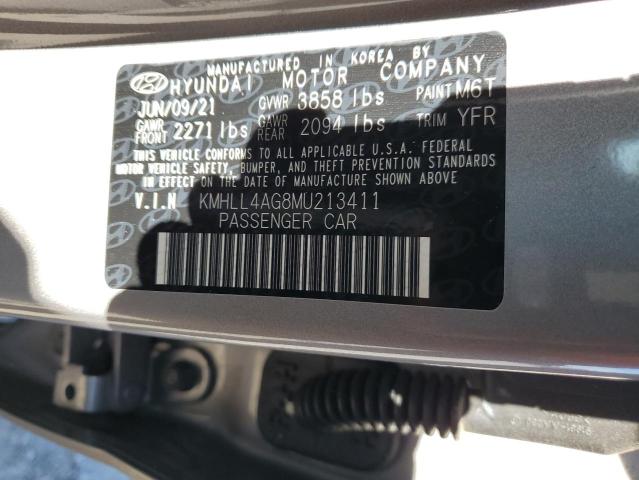 MANUFACTURED IN KOREA BY
HYUNDAI MOTOR COMPANY
JUN/09/21 GVWR 3858 lbs PAINT M6T
GAWR FRONT 2271 lbs GAWR REAR 2094 lbs TRIM YFR
THIS VEHICLE CONFORMS TO ALL APPLICABLE U.S.A. FEDERAL
MOTOR VEHICLE SAFETY, BUMPER, AND THEFT PREVENTION STANDARDS
IN EFFECT ON THE DATE OF MANUFACTURE SHOWN ABOVE.
V.I.N KMHLL4AG8MU213411
PASSENGER CAR